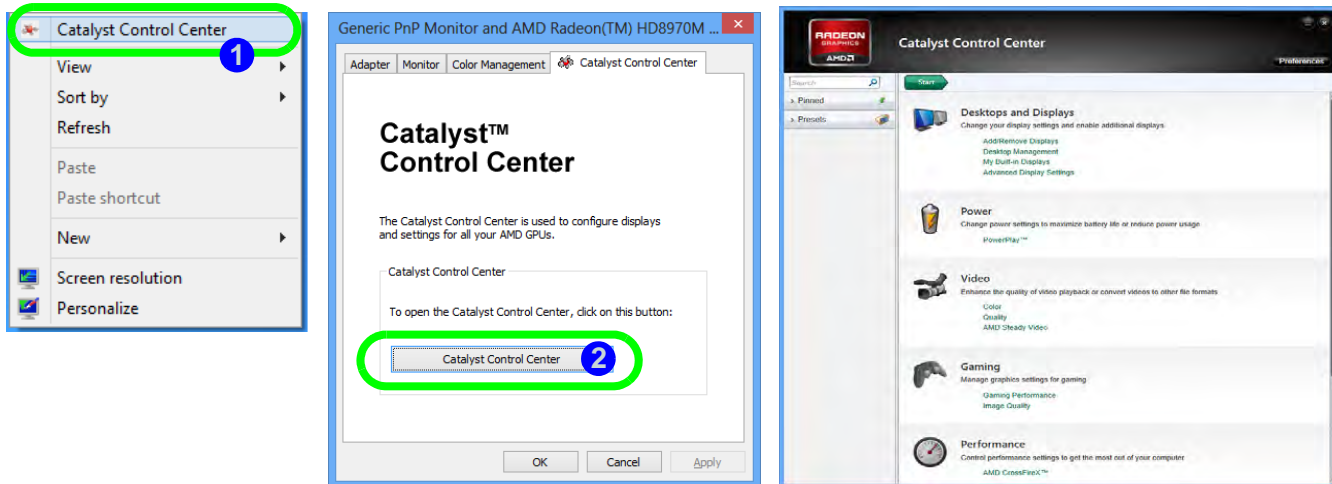 Catalyst Control Center
1
View
Sort by
Refresh
Paste
Paste shortcut
New
Screen resolution
Personalize
Generic PnP Monitor and AMD Radeon(TM) HD8970M ...
Adapter
Monitor
Color Management
Catalyst Control Center
Catalyst™
Control Center
The Catalyst Control Center is used to configure displays
and settings for all your AMD GPUs.
Catalyst Control Center
To open the Catalyst Control Center, click on this button:
Catalyst Control Center
2
OK
Cancel
Apply
RADEON
GRAPHICS
AMD
Catalyst Control Center
Preferences
Search
Start
Pinned
Presets
Desktops and Displays
Change your display settings and enable additional displays
Add/Remove Displays
Desktop Management
My Built-in Displays
Advanced Display Settings
Power
Change power settings to maximize battery life or reduce power usage
PowerPlay™
Video
Enhance the quality of video playback or convert videos to other file formats
Color
Quality
AMD Steady Video
Gaming
Manage graphics settings for gaming
Gaming Performance
Image Quality
Performance
Control performance settings to get the most out of your computer
AMD CrossFireX™